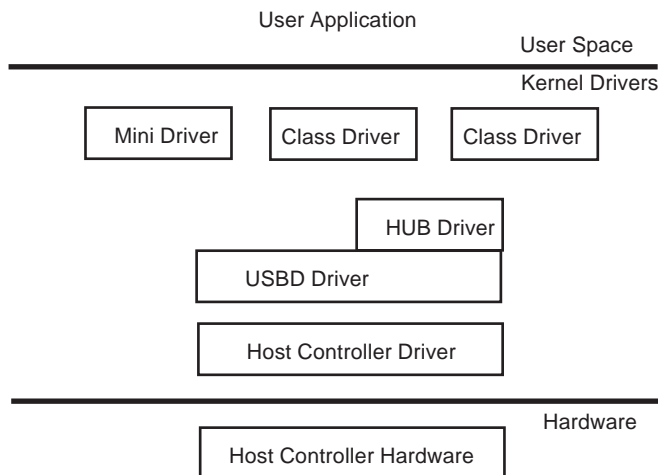 User Application
User Space
Kernel Drivers
Mini Driver
Class Driver
Class Driver
HUB Driver
USBD Driver
Host Controller Driver
Hardware
Host Controller Hardware